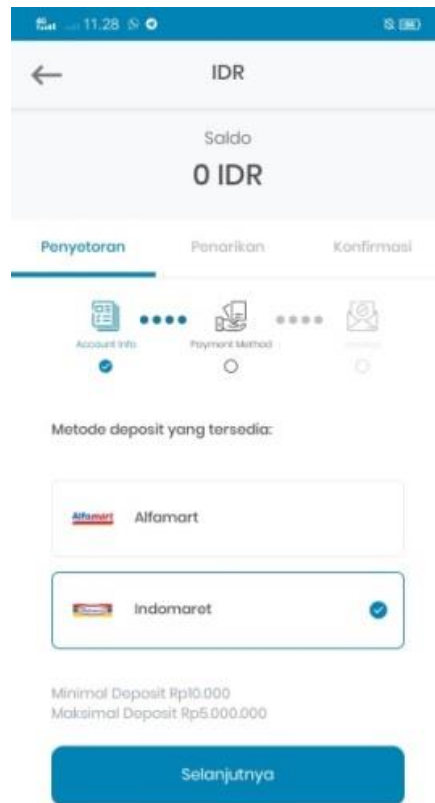 11.28
IDR
Saldo
0 IDR
Penyetoran Penarikan Konfirmasi
Account Info Payment Method
Metode deposit yang tersedia:
Alfamart Alfamart
Indomaret
Minimal Deposit Rp10.000
Maksimal Deposit Rp5.000.000
Selanjutnya